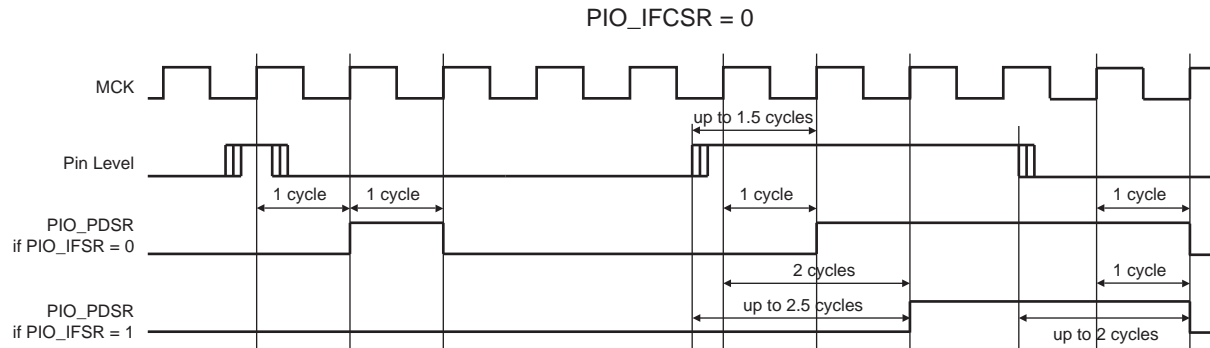 PIO_IFCSR = 0
MCK
up to 1.5 cycles
Pin Level
1 cycle
1 cycle
1 cycle
1 cycle
PIO_PDSR
if PIO_IFSR = 0
2 cycles
1 cycle
PIO_PDSR
if PIO_IFSR = 1
up to 2.5 cycles
up to 2 cycles